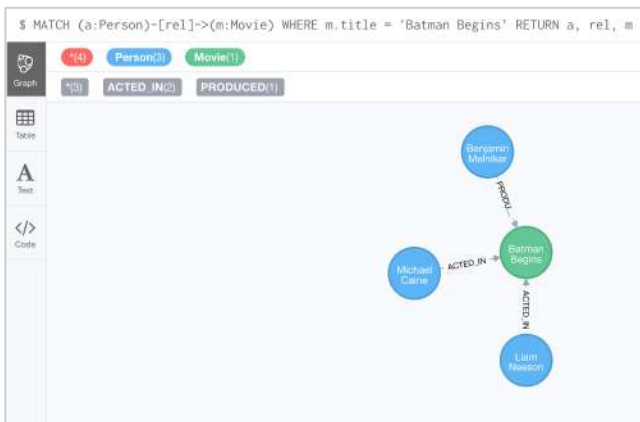 $ MATCH (a:Person)-[rel]->(m:Movie) WHERE m.title = 'Batman Begins' RETURN a, rel, m
Graph
*(4) Person(3) Movie(1)
*(3) ACTED_IN(2) PRODUCED(1)
Table
A
Text
</>
Code
Benjamin
Melniker
PRODU...
Batman
Begins
ACTED_IN
Michael
Caine
ACTED_IN
Liam
Neeson